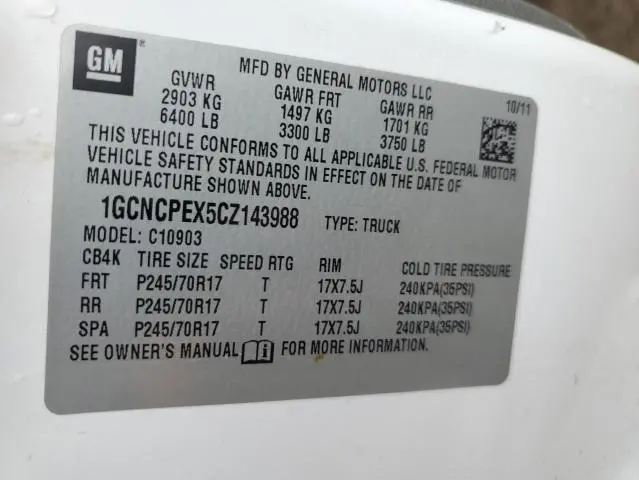 GM
MFD BY GENERAL MOTORS LLC
10/11
GVWR GAWR FRT GAWR RR
2903 KG 1497 KG 1701 KG
6400 LB 3300 LB 3750 LB
THIS VEHICLE CONFORMS TO ALL APPLICABLE U.S. FEDERAL MOTOR
VEHICLE SAFETY STANDARDS IN EFFECT ON THE DATE OF
MANUFACTURE SHOWN ABOVE.
1GCNCPEX5CZ143988 TYPE: TRUCK
MODEL: C10903
CB4K TIRE SIZE SPEED RTG RIM COLD TIRE PRESSURE
FRT P245/70R17 T 17X7.5J 240KPA(35PSI)
RR P245/70R17 T 17X7.5J 240KPA(35PSI)
SPA P245/70R17 T 17X7.5J 240KPA(35PSI)
SEE OWNER'S MANUAL i FOR MORE INFORMATION.